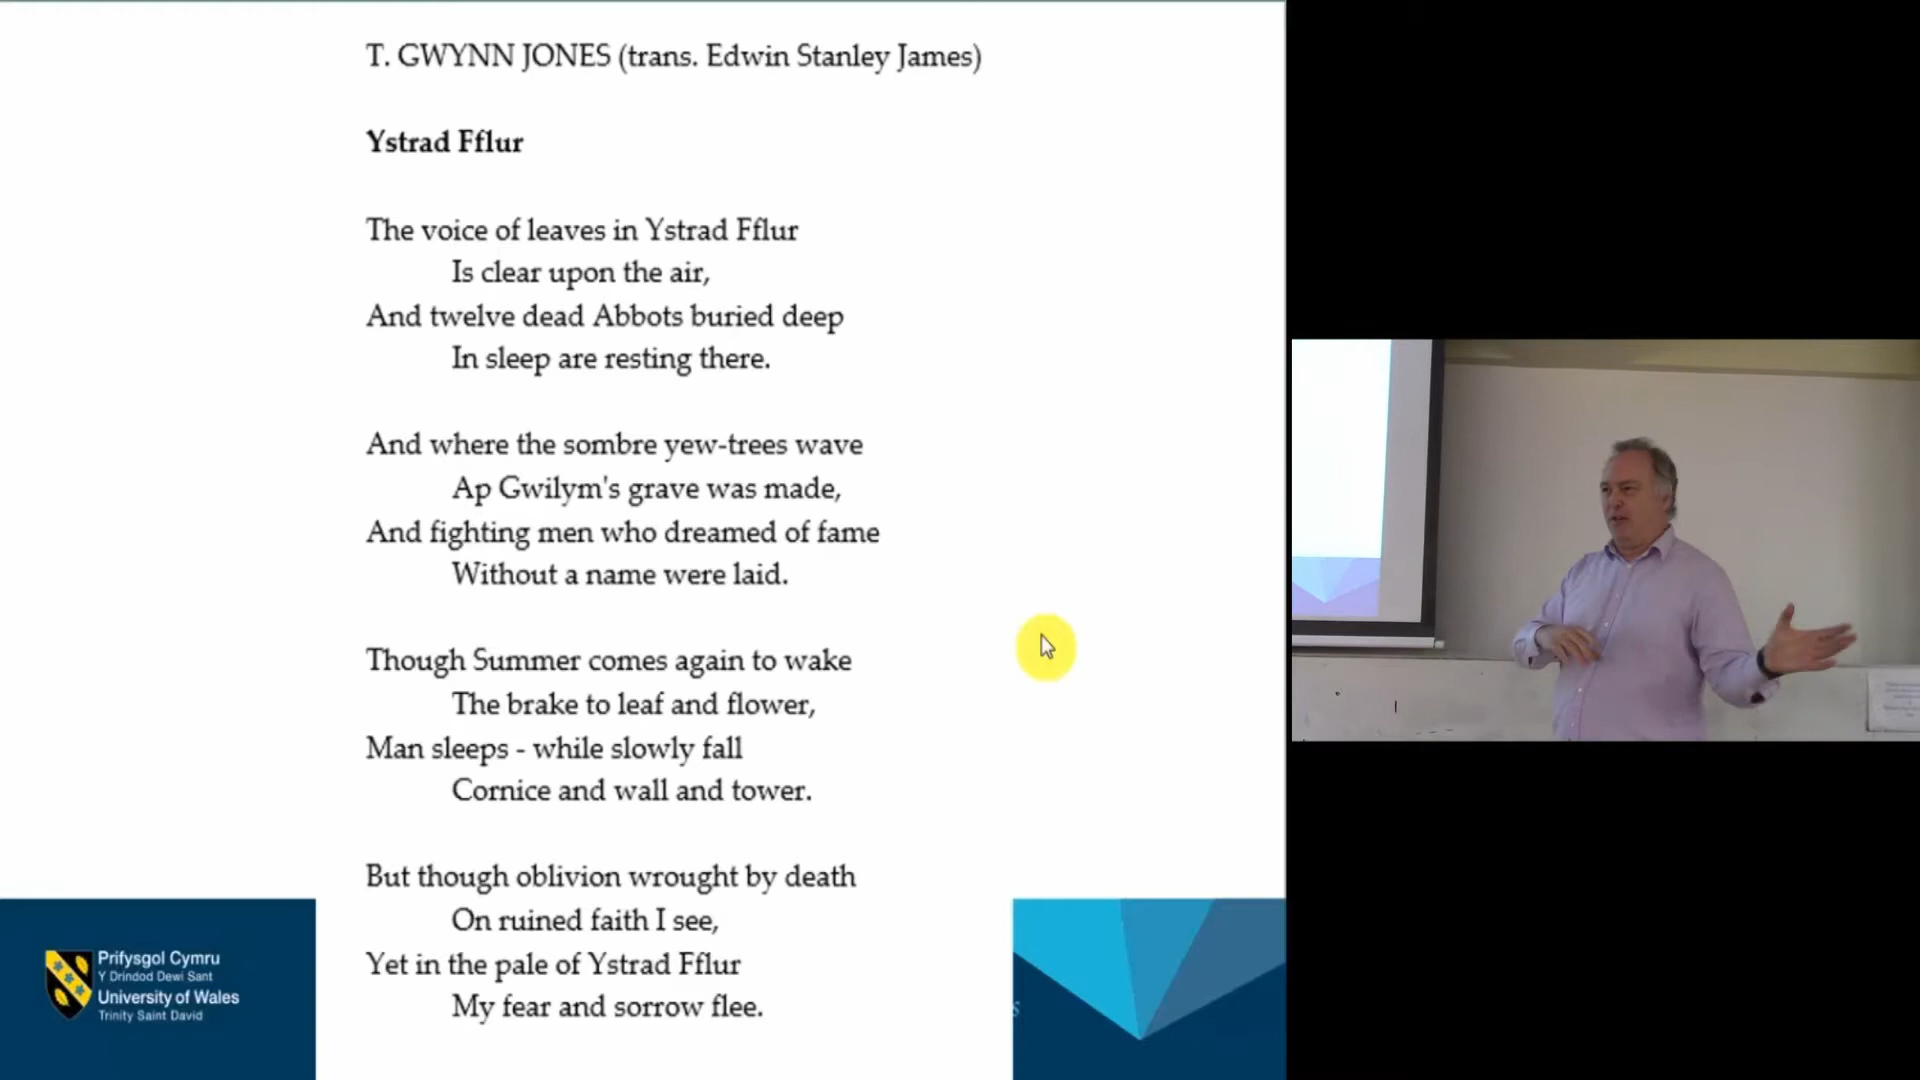 T. GWYNN JONES (trans. Edwin Stanley James)
Ystrad Fflur
The voice of leaves in Ystrad Fflur
Is clear upon the air,
And twelve dead Abbots buried deep
In sleep are resting there.
And where the sombre yew-trees wave
Ap Gwilym's grave was made,
And fighting men who dreamed of fame
Without a name were laid.
Though Summer comes again to wake
The brake to leaf and flower,
Man sleeps - while slowly fall
Cornice and wall and tower.
But though oblivion wrought by death
On ruined faith I see,
Yet in the pale of Ystrad Fflur
My fear and sorrow flee.
Prifysgol Cymru
Y Drindod Dewi Sant
University of Wales
Trinity Saint David